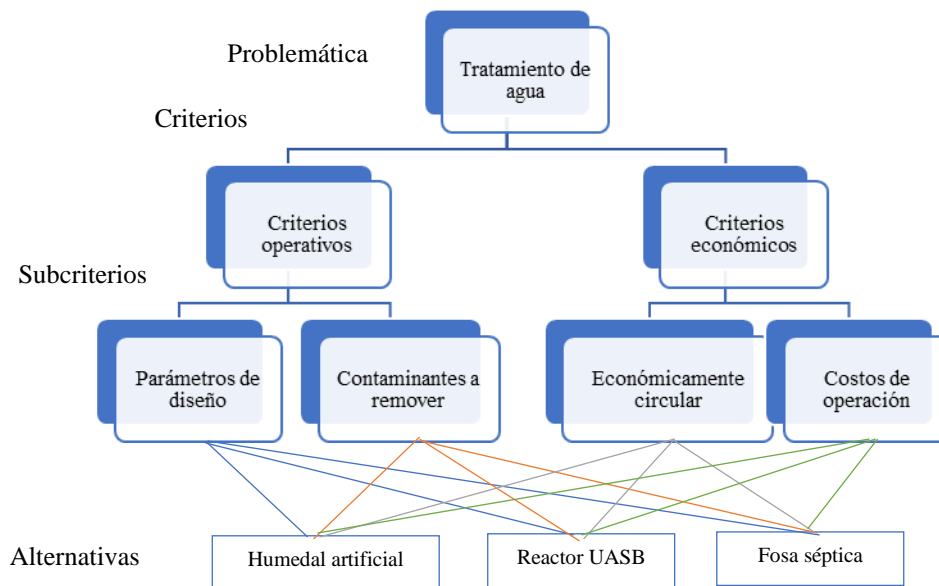 Problemática
Tratamiento de
agua
Criterios
Criterios
operativos
Criterios
económicos
Subcriterios
Parámetros de
diseño
Contaminantes a
remover
Económicamente
circular
Costos de
operación
Alternativas
Humedal artificial
Reactor UASB
Fosa séptica